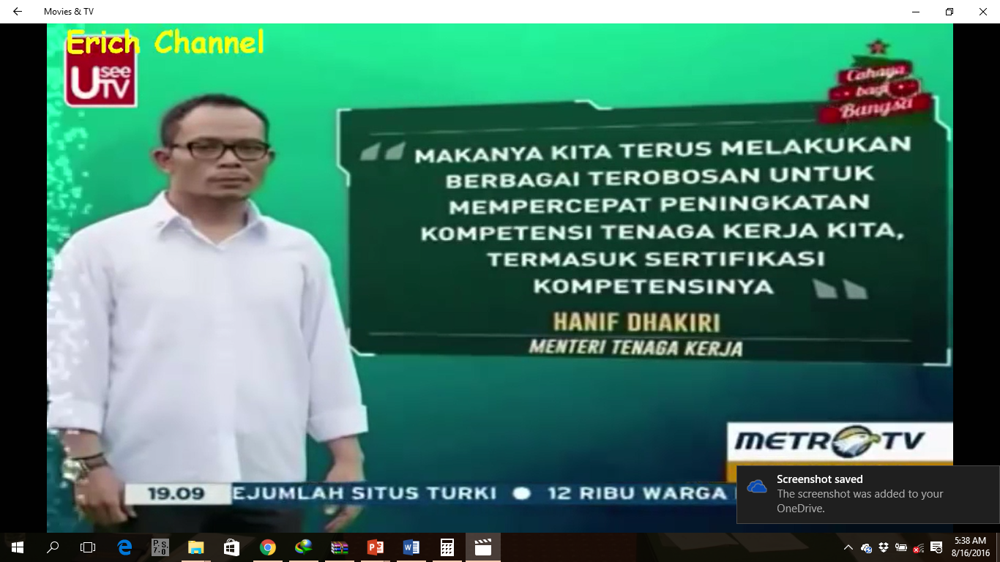 Movies & TV
Erich Channel
U see TV
Cahaya
bagi
Bangsa
MAKANYA KITA TERUS MELAKUKAN
BERBAGAI TEROBOSAN UNTUK
MEMPERCEPAT PENINGKATAN
KOMPETENSI TENAGA KERJA KITA,
TERMASUK SERTIFIKASI
KOMPETENSINYA
HANIF DHAKIRI
MENTERI TENAGA KERJA
METRO TV
Screenshot saved
The screenshot was added to your
OneDrive.
19.09 EJUMLAH SITUS TURKI ● 12 RIBU WARGA
P.S.
7.0
5:38 AM
8/16/2016